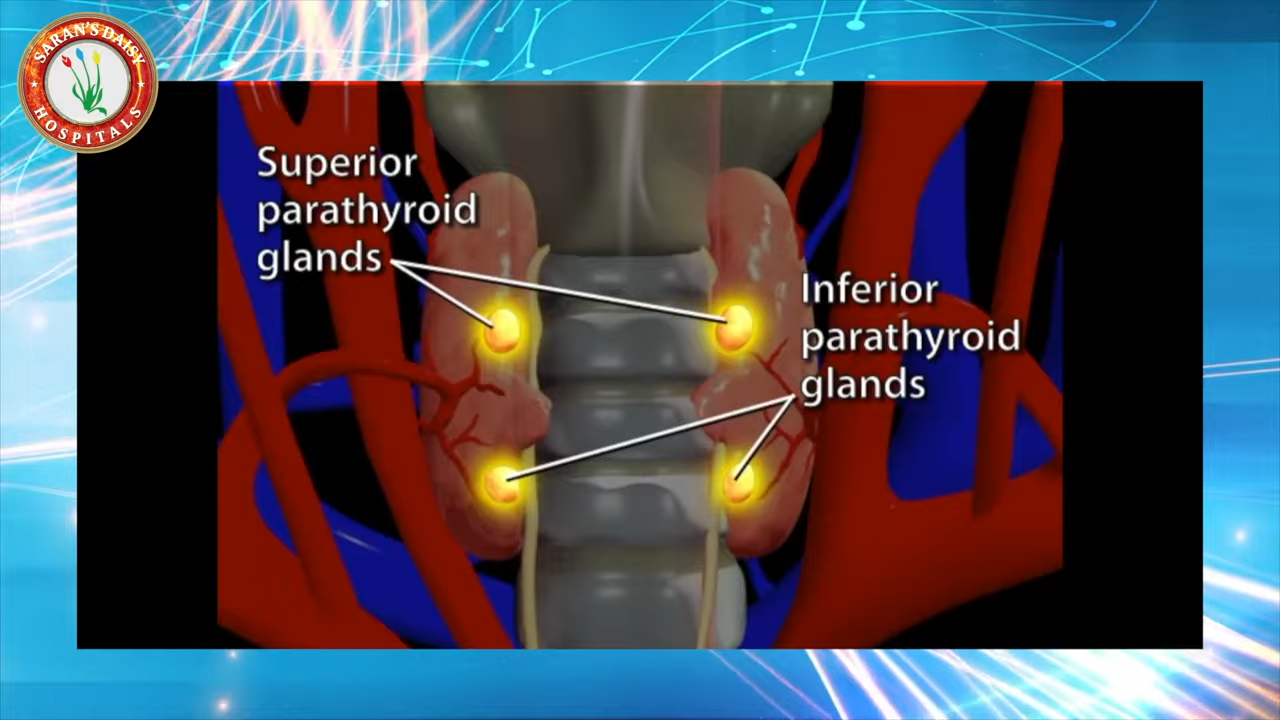 SARAN'S DAISY
HOSPITALS
Superior
parathyroid
glands
Inferior
parathyroid
glands